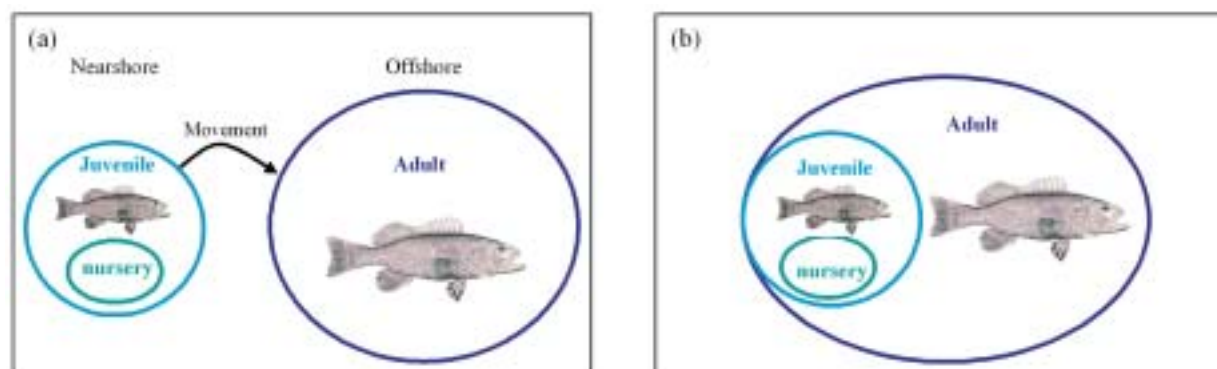 (a)
Nearshore
Offshore
Movement
Juvenile
Adult
nursery
(b)
Adult
Juvenile
nursery